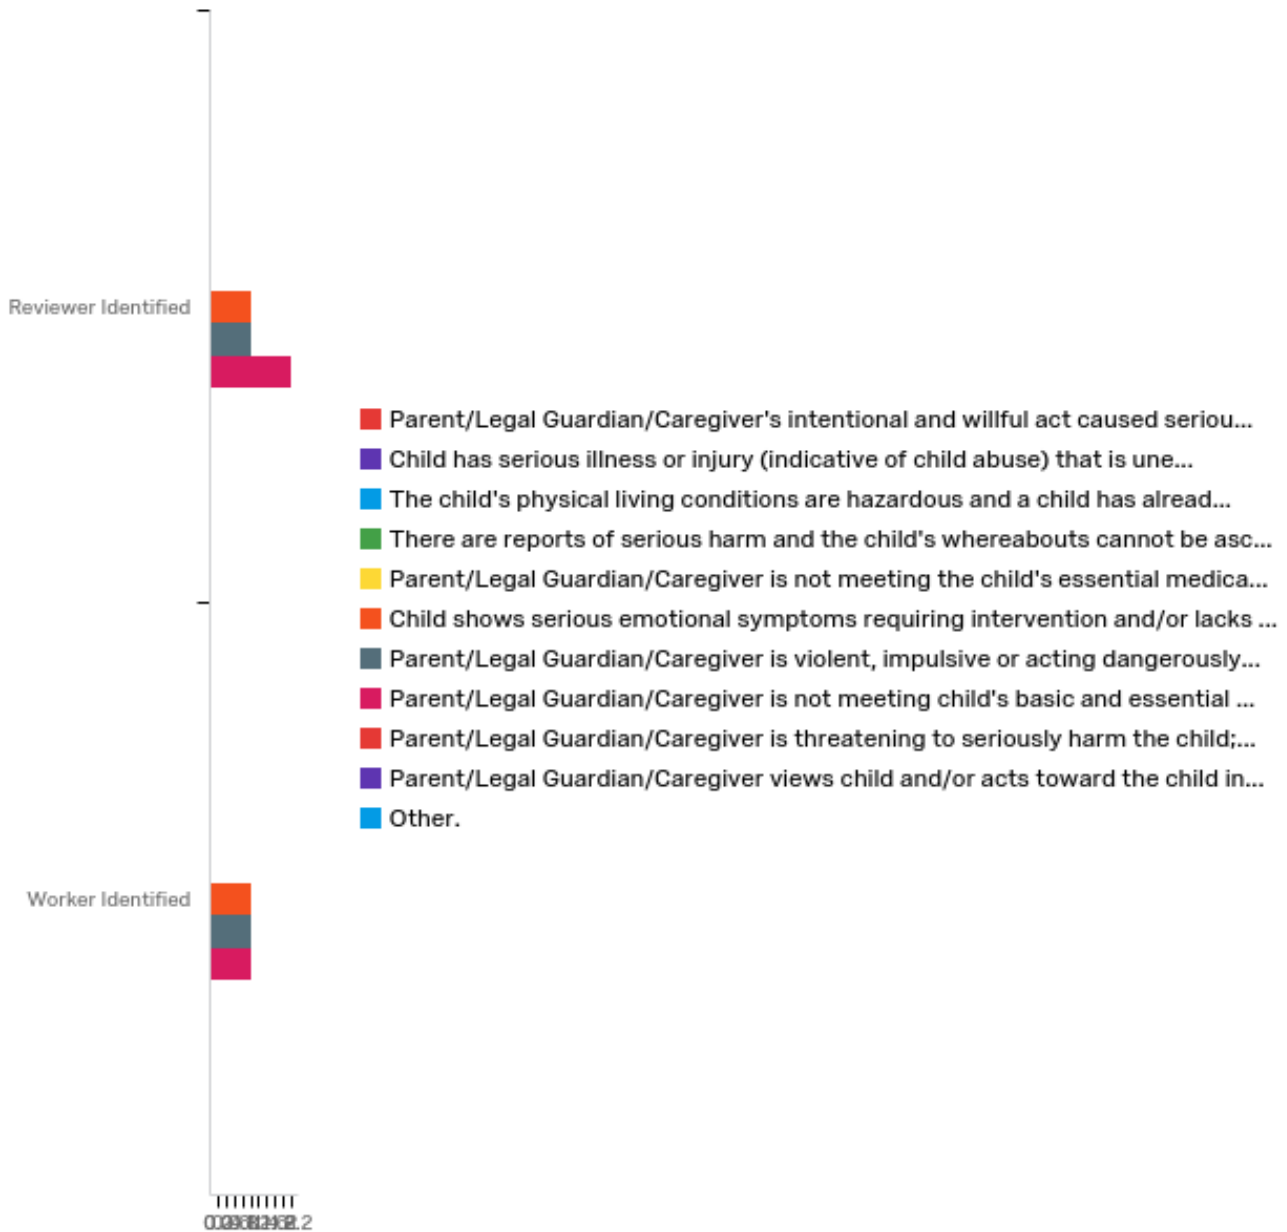 Reviewer Identified
Parent/Legal Guardian/Caregiver's intentional and willful act caused seriou...
Child has serious illness or injury (indicative of child abuse) that is une...
The child's physical living conditions are hazardous and a child has alread...
There are reports of serious harm and the child's whereabouts cannot be asc...
Parent/Legal Guardian/Caregiver is not meeting the child's essential medica...
Child shows serious emotional symptoms requiring intervention and/or lacks ...
Parent/Legal Guardian/Caregiver is violent, impulsive or acting dangerously...
Parent/Legal Guardian/Caregiver is not meeting child's basic and essential ...
Parent/Legal Guardian/Caregiver is threatening to seriously harm the child;...
Parent/Legal Guardian/Caregiver views child and/or acts toward the child in...
Other.
Worker Identified